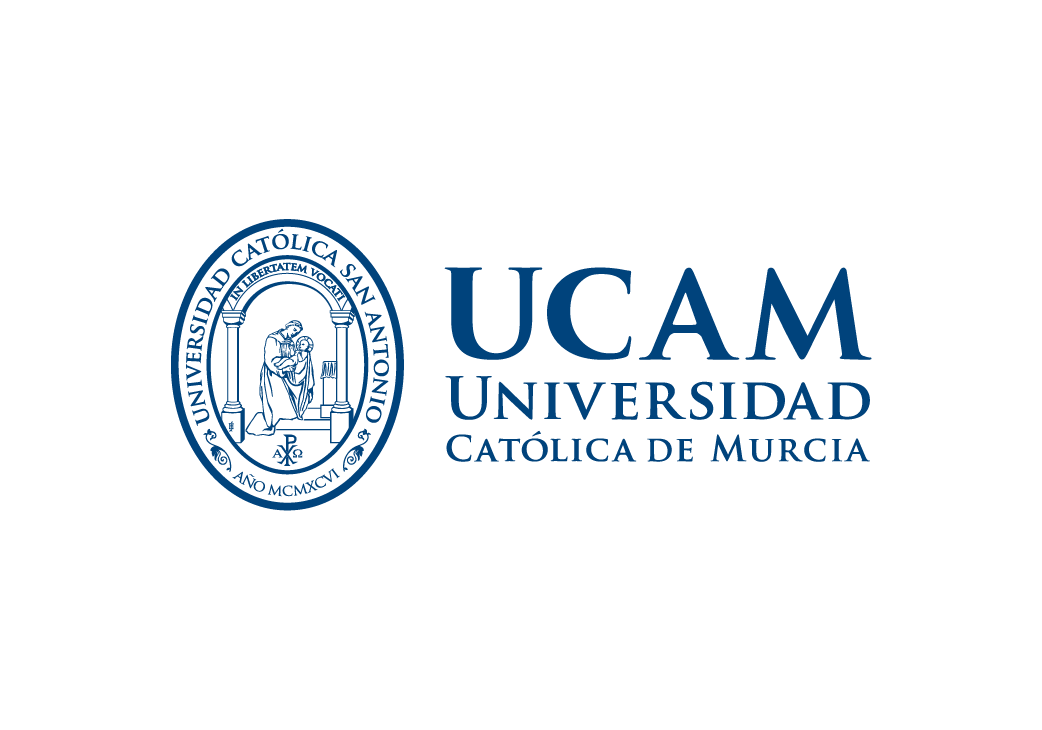 UNIVERSIDAD CATÓLICA SAN ANTONIO
IN LIBERTATEM VOCATI
Α Ω
AÑO MCMXCVI
UCAM
UNIVERSIDAD
CATÓLICA DE MURCIA